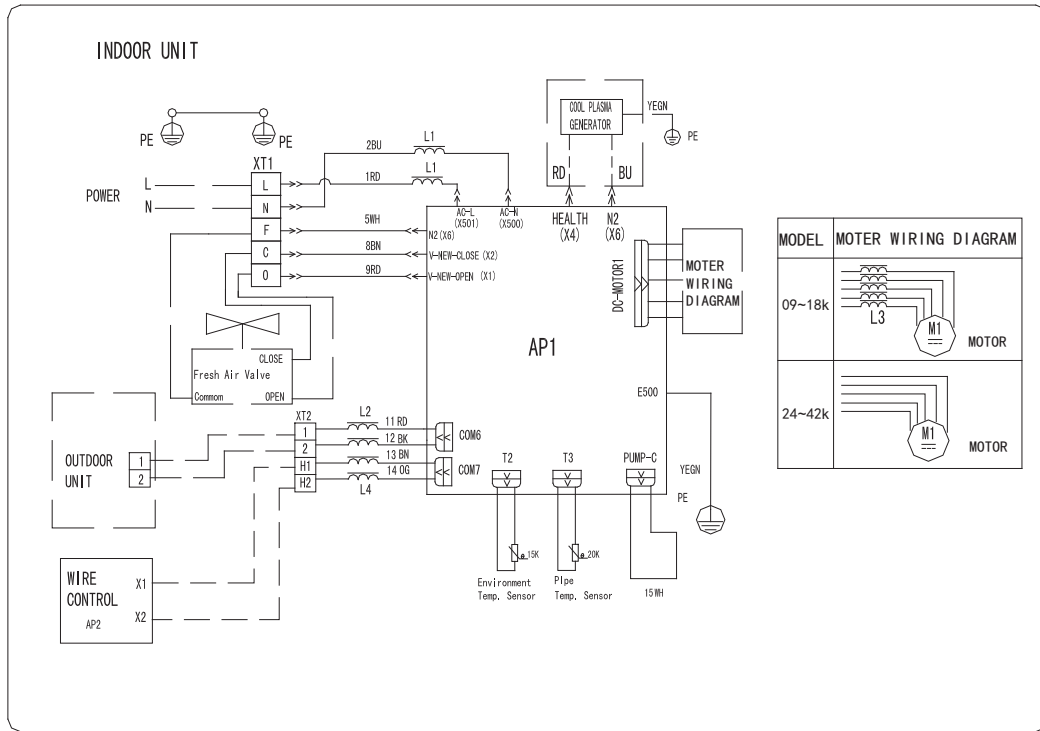 INDOOR UNIT
PE
PE
POWER
L
N
XT1
L
N
F
C
O
2BU
L1
1RD
L1
5WH
8BN
9RD
AC-L
(X501)
AC-N
(X500)
N2 (X6)
V-NEW-CLOSE (X2)
V-NEW-OPEN (X1)
COOL PLASMA
GENERATOR
YEGN
PE
RD
BU
HEALTH
(X4)
N2
(X6)
DC-MOTOR1
MOTER
WIRING
DIAGRAM
AP1
E500
YEGN
PE
CLOSE
Fresh Air Valve
Commom
OPEN
OUTDOOR
UNIT
1
2
XT2
1
2
H1
H2
L2
11RD
12 BK
13 BN
14 OG
L4
COM6
COM7
T2
T3
PUMP-C
15K
20K
Environment
Temp. Sensor
PIpe
Temp. Sensor
15WH
WIRE
CONTROL
AP2
X1
X2
MODEL
MOTER WIRING DIAGRAM
09~18k
L3
M1
MOTOR
24~42k
M1
MOTOR